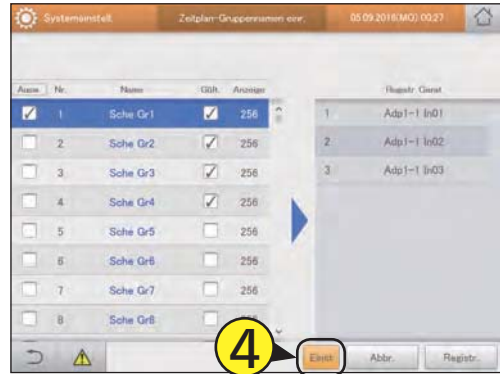 Systemeinstell. Zeitplan-Gruppennamen einr. 05.09.2016(MO) 00:27
Ausw. Nr. Name Gült. Anzeige Registr. Gerät
1 Sche Gr1 256 1 Adp1-1 In01
2 Sche Gr2 256 2 Adp1-1 In02
3 Sche Gr3 256 3 Adp1-1 In03
4 Sche Gr4 256
5 Sche Gr5 256
6 Sche Gr6 256
7 Sche Gr7 256
8 Sche Gr8
4
Einst Abbr. Registr.